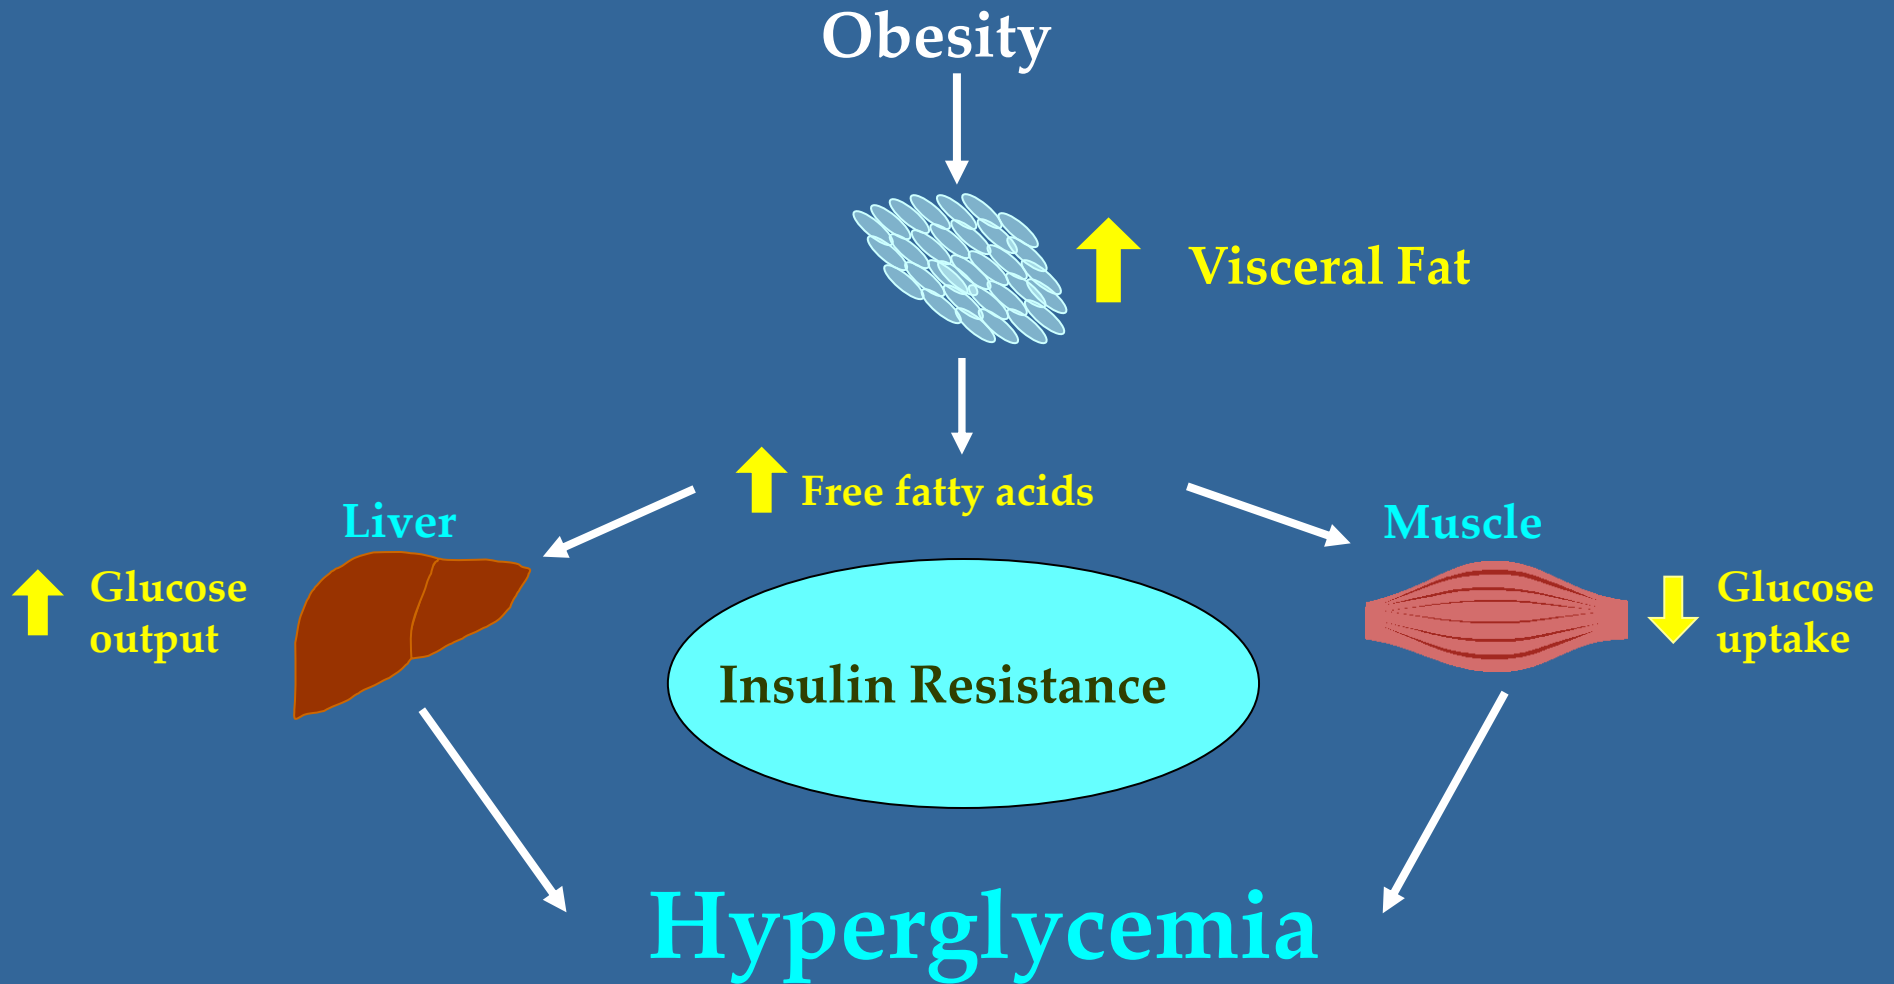 Obesity
Visceral Fat
Free fatty acids
Liver
Muscle
Glucose
output
Glucose
uptake
Insulin Resistance
Hyperglycemia